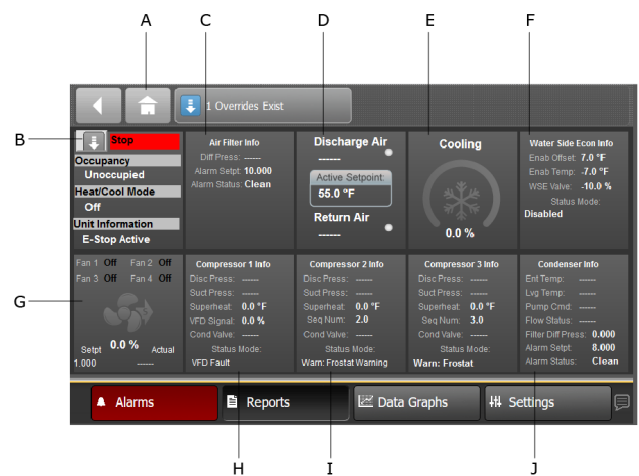 A
C
D
E
F
1 Overrides Exist
B
Stop
Occupancy
Unoccupied
Heat/Cool Mode
Off
Unit Information
E-Stop Active
Air Filter Info
Diff Press: ------
Alarm Setpt: 10.000
Alarm Status: Clean
Discharge Air
------
Active Setpoint:
55.0 °F
Return Air
------
Cooling
0.0 %
Water Side Econ Info
Enab Offset: 7.0 °F
Enab Temp: -7.0 °F
WSE Valve: -10.0 %
Status Mode:
Disabled
G
Fan 1 Off Fan 2 Off
Fan 3 Off Fan 4 Off
Setpt 0.0 % Actual
1.000 ------
Compressor 1 Info
Disc Press: ------
Suct Press: ------
Superheat: 0.0 °F
VFD Signal: 0.0 %
Cond Valve: ------
Status Mode:
VFD Fault
Compressor 2 Info
Disc Press: ------
Suct Press: ------
Superheat: 0.0 °F
Seq Num: 2.0
Cond Valve: ------
Status Mode:
Warn: Frostat Warning
Compressor 3 Info
Disc Press: ------
Suct Press: ------
Superheat: 0.0 °F
Seq Num: 3.0
Cond Valve: ------
Status Mode:
Warn: Frostat
Condenser Info
Ent Temp: ------
Lvg Temp: ------
Pump Cmd: ------
Flow Status: ------
Filter Diff Press: 0.000
Alarm Setpt: 8.000
Alarm Status: Clean
Alarms
Reports
Data Graphs
Settings
H
I
J